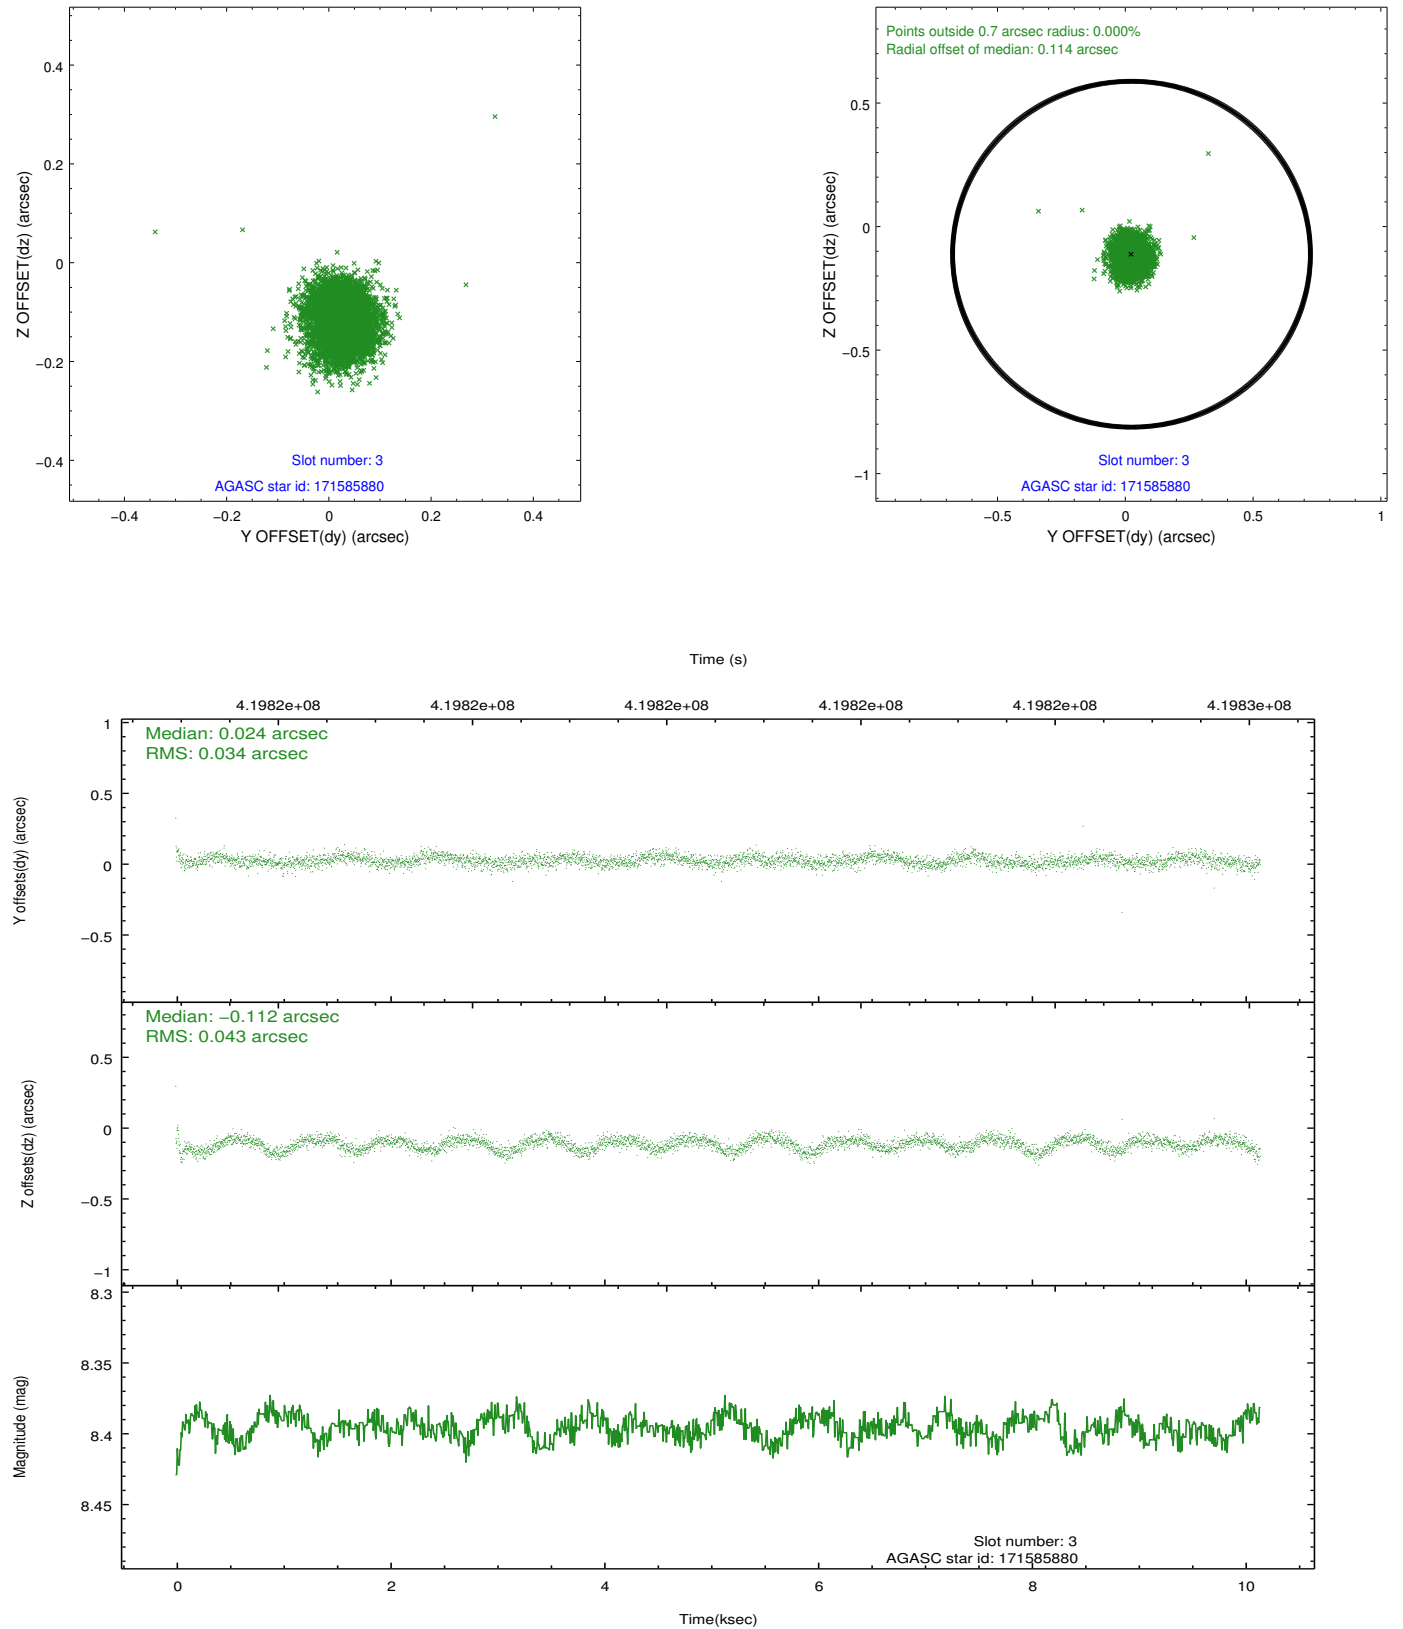 0.4
0.2
0
−0.2
−0.4
Z OFFSET(dz) (arcsec)
Slot number: 3
AGASC star id: 171585880
−0.4 −0.2 0 0.2 0.4
Y OFFSET(dy) (arcsec)
Points outside 0.7 arcsec radius: 0.000%
Radial offset of median: 0.114 arcsec
0.5
0
−0.5
−1
Z OFFSET(dz) (arcsec)
Slot number: 3
AGASC star id: 171585880
−0.5 0 0.5 1
Y OFFSET(dy) (arcsec)
Time (s)
4.1982e+08 4.1982e+08 4.1982e+08 4.1982e+08 4.1982e+08 4.1983e+08
Median: 0.024 arcsec
RMS: 0.034 arcsec
1
0.5
0
−0.5
Y offsets(dy) (arcsec)
Median: −0.112 arcsec
RMS: 0.043 arcsec
0.5
0
−0.5
−1
Z offsets(dz) (arcsec)
8.3
8.35
8.4
8.45
Magnitude (mag)
Slot number: 3
AGASC star id: 171585880
0 2 4 6 8 10
Time(ksec)